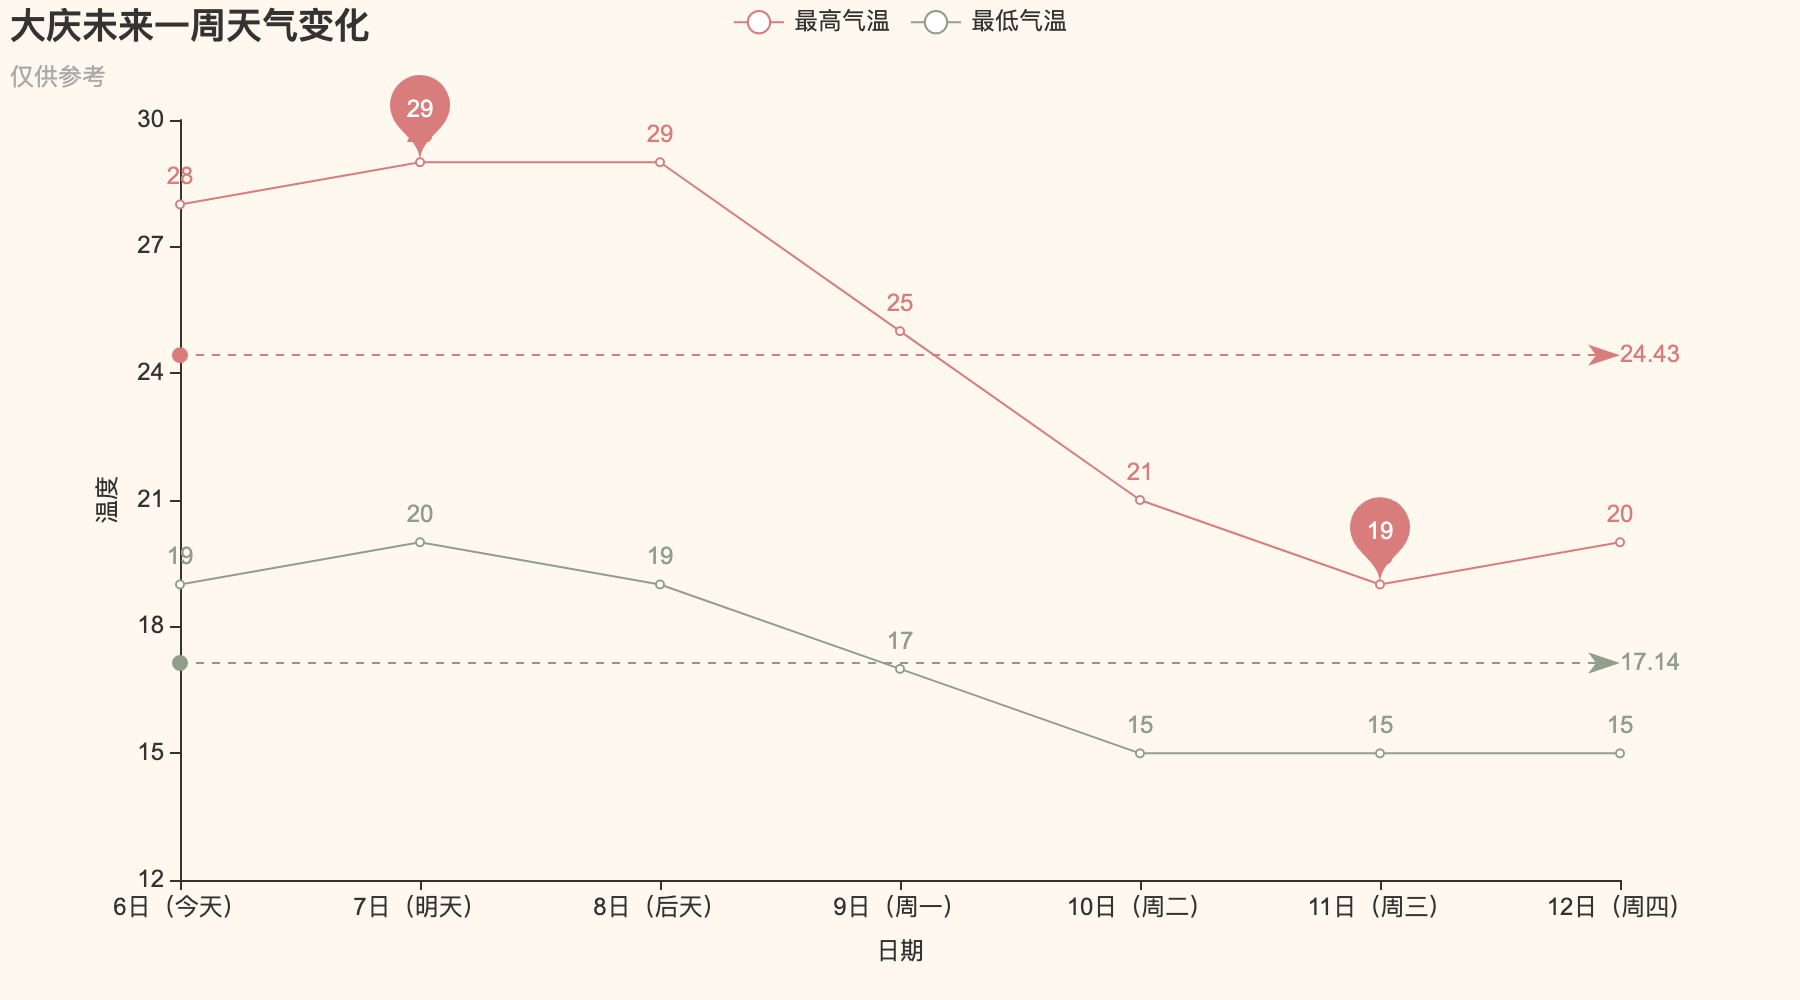 大庆未来一周天气变化
仅供参考
最高气温
最低气温
30
27
24
21
18
15
12
温度
28
29
29
25
21
19
20
24.43
19
20
19
17
15
15
15
17.14
6日（今天）
7日（明天）
8日（后天）
9日（周一）
10日（周二）
11日（周三）
12日（周四）
日期